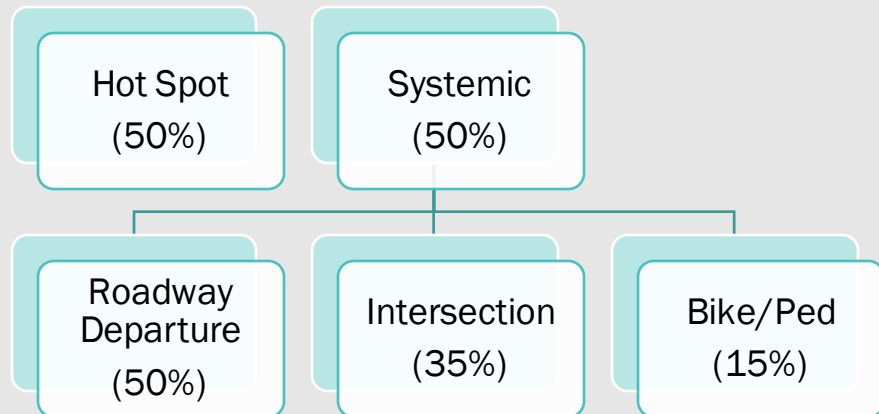 Hot Spot
(50%)
Systemic
(50%)
Roadway
Departure
(50%)
Intersection
(35%)
Bike/Ped
(15%)